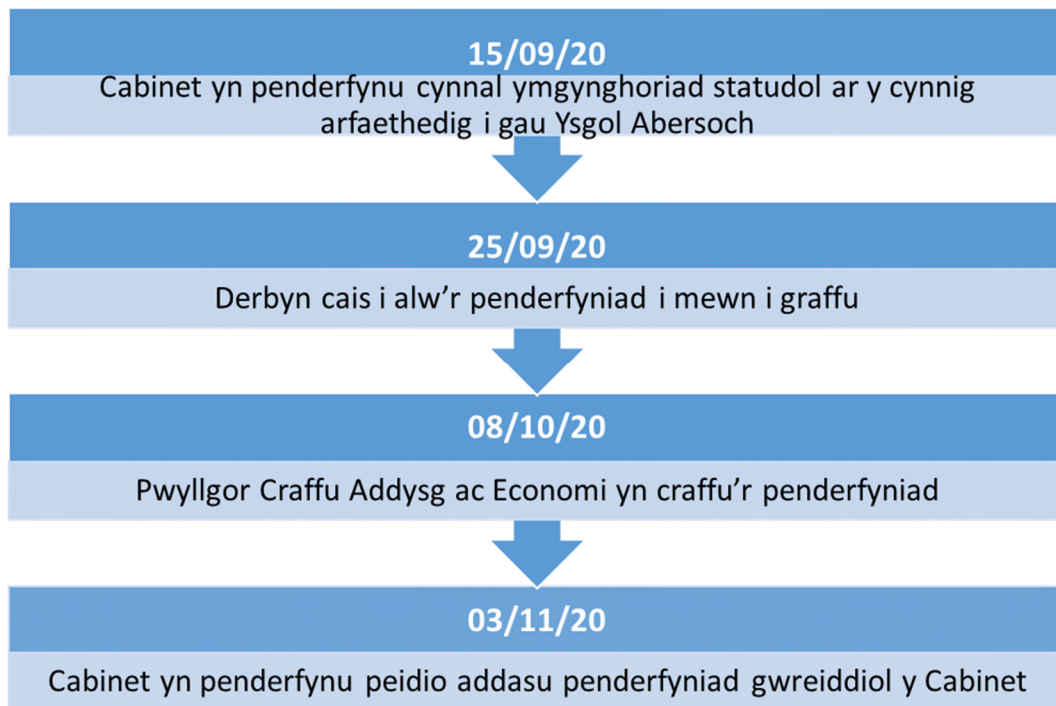 15/09/20
Cabinet yn penderfynu cynnal ymgynghoriad statudol ar y cynnig
arfaethedig i gau Ysgol Abersoch
25/09/20
Derbyn cais i alw’r penderfyniad i mewn i graffu
08/10/20
Pwyllgor Craffu Addysg ac Economi yn craffu’r penderfyniad
03/11/20
Cabinet yn penderfynu peidio addasu penderfyniad gwreiddiol y Cabinet